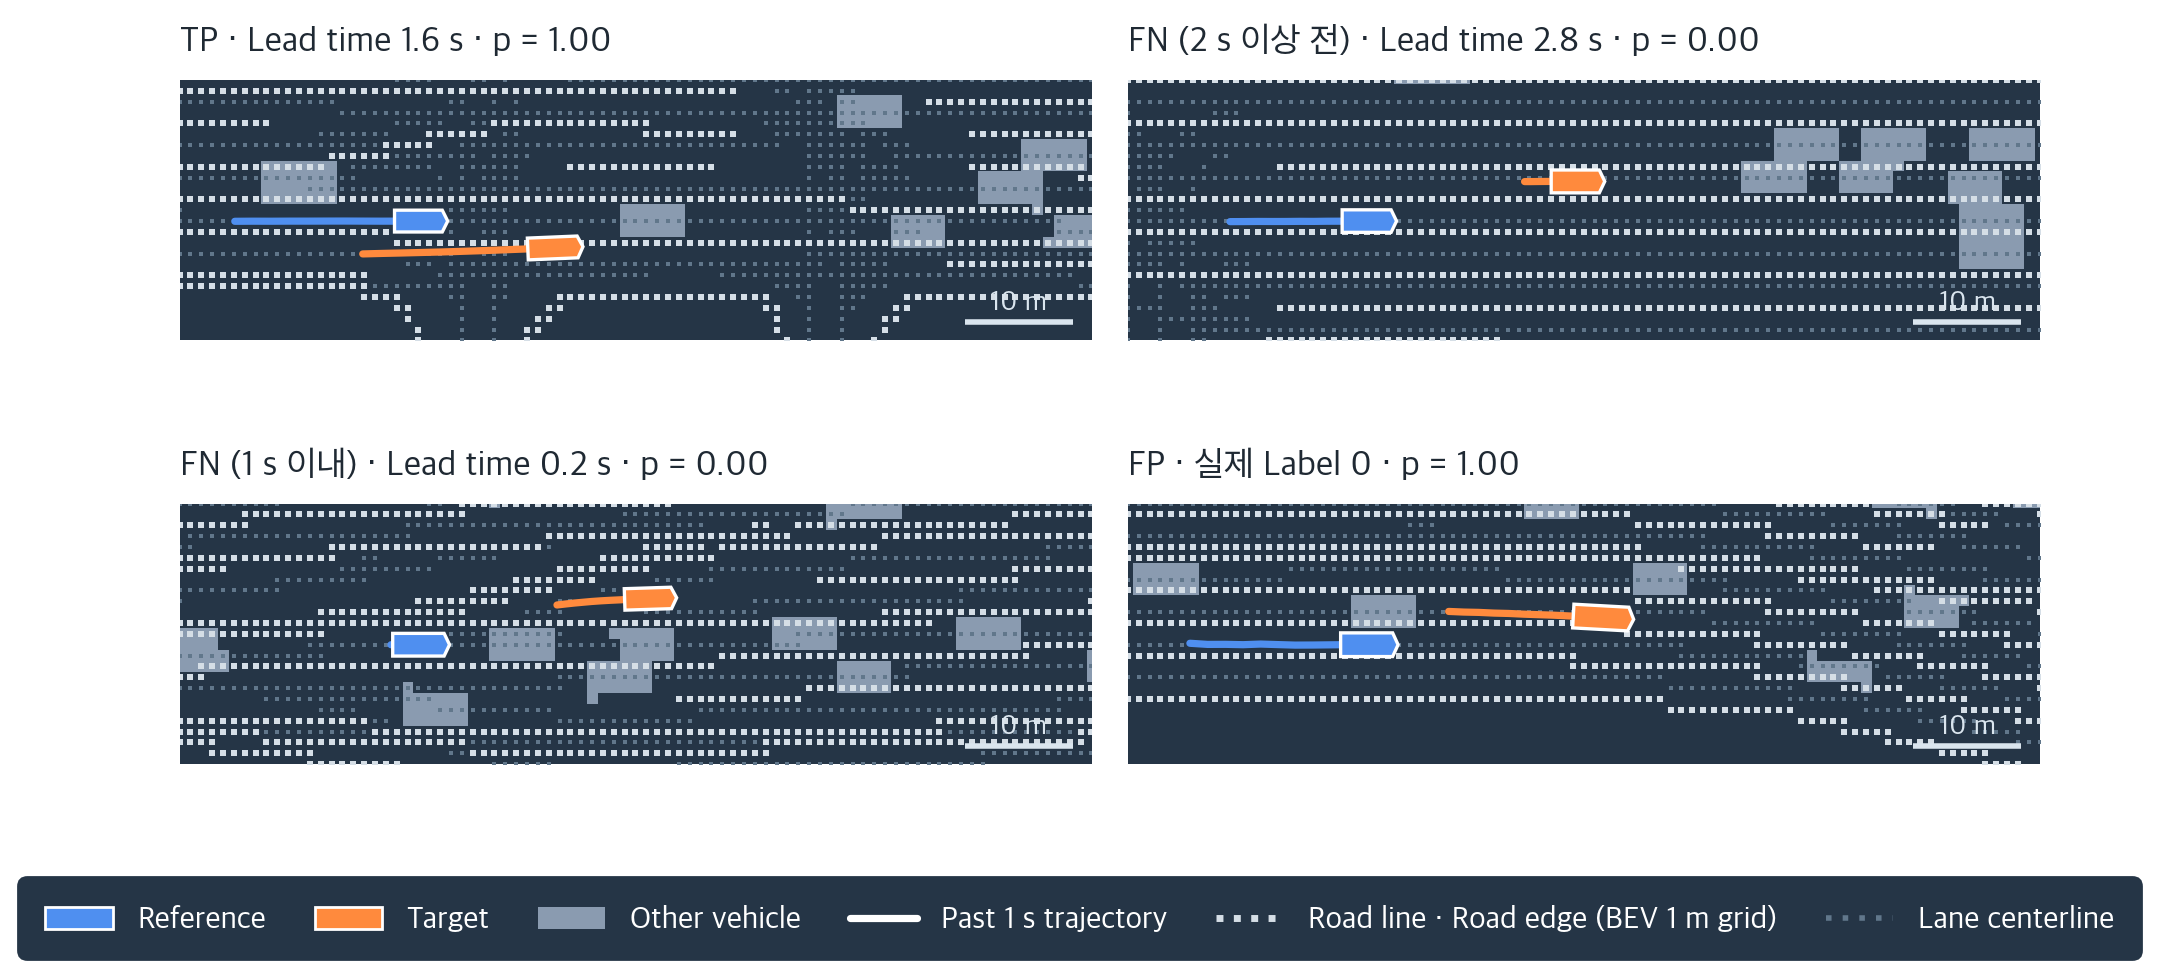 TP · Lead time 1.6 s · p = 1.00
FN (2 s 이상 전) · Lead time 2.8 s · p = 0.00
10 m
10 m
FN (1 s 이내) · Lead time 0.2 s · p = 0.00
FP · 실제 Label 0 · p = 1.00
10 m
10 m
Reference
Target
Other vehicle
Past 1 s trajectory
Road line · Road edge (BEV 1 m grid)
Lane centerline